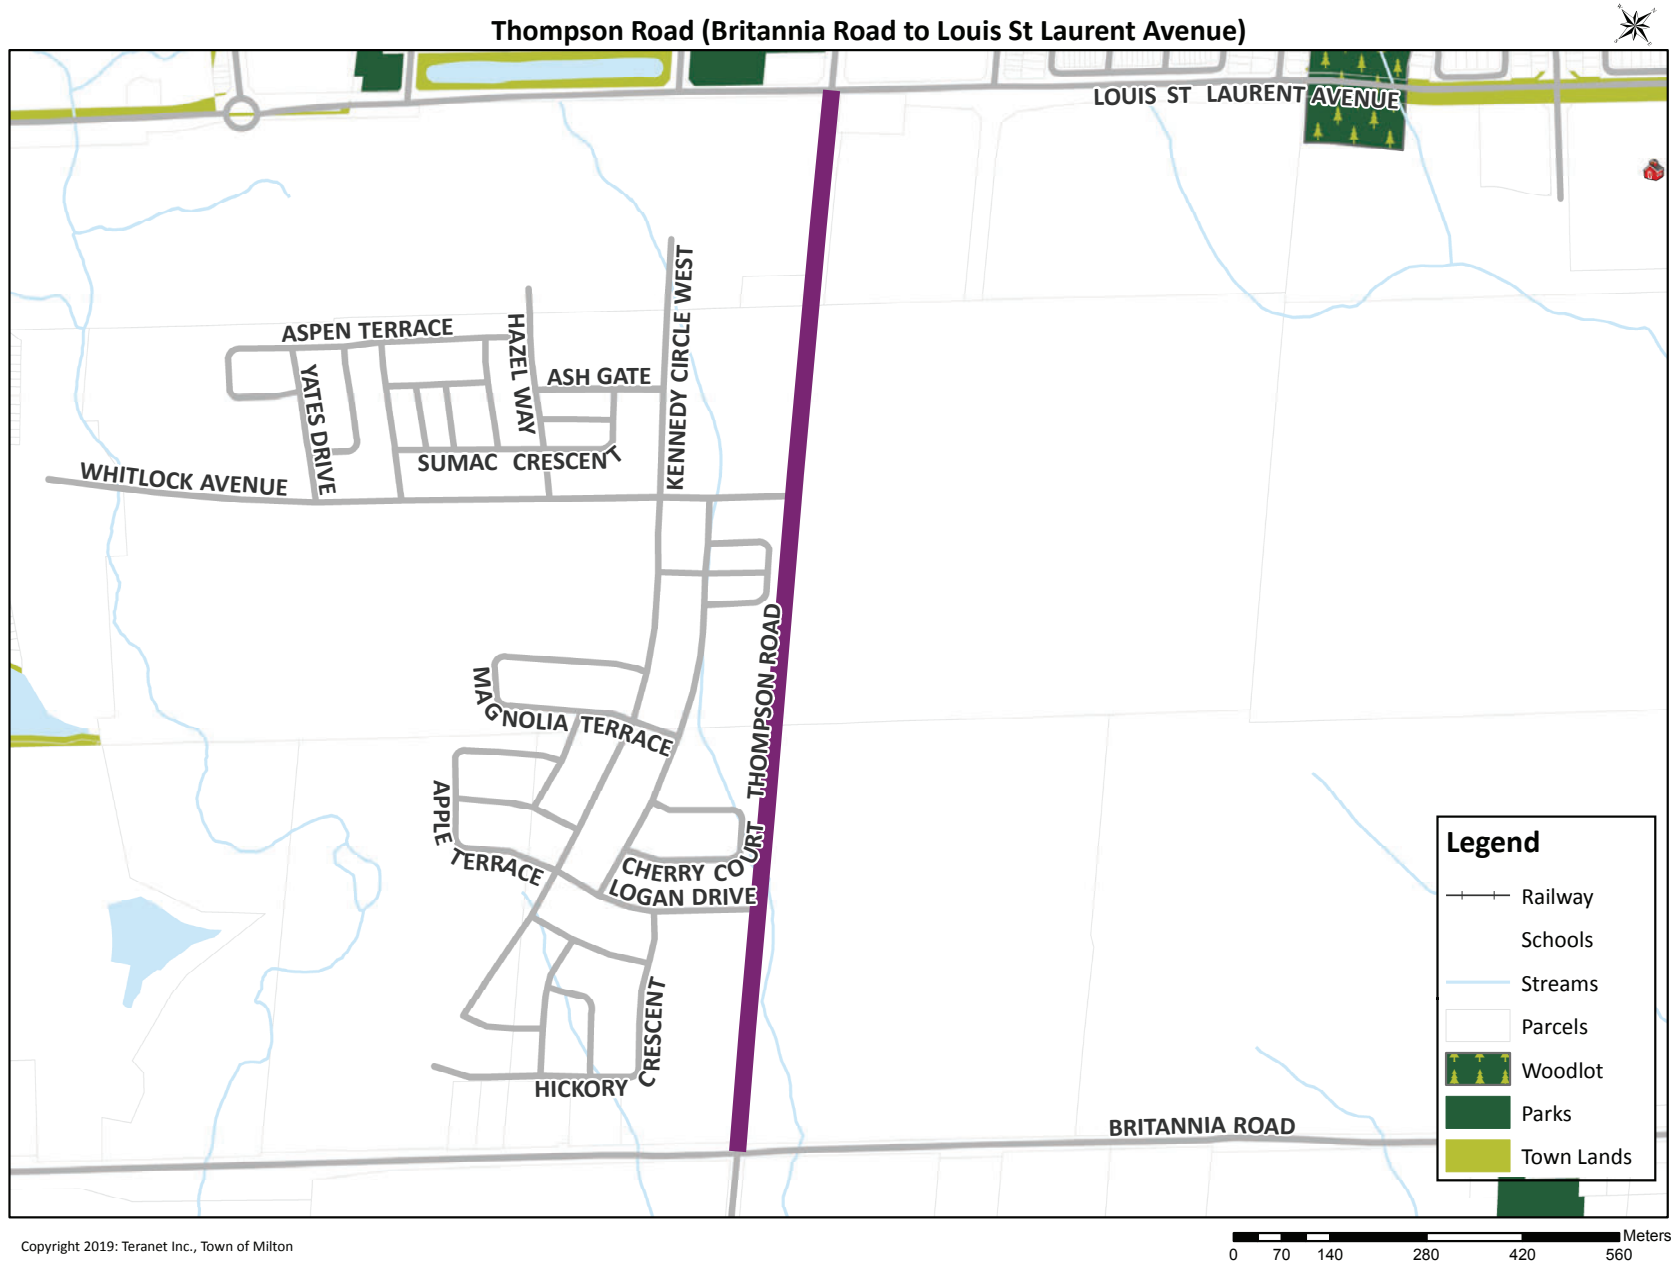 Thompson Road (Britannia Road to Louis St Laurent Avenue)
LOUIS ST LAURENT AVENUE
KENNEDY CIRCLE WEST
ASPEN TERRACE
HAZEL WAY
ASH GATE
YATES DRIVE
SUMAC CRESCENT
WHITLOCK AVENUE
THOMPSON ROAD
MAGNOLIA TERRACE
APPLE TERRACE
CHERRY COURT
LOGAN DRIVE
HICKORY CRESCENT
BRITANNIA ROAD
Legend
Railway
Schools
Streams
Parcels
Woodlot
Parks
Town Lands
Copyright 2019: Teranet Inc., Town of Milton
Meters
0 70 140 280 420 560